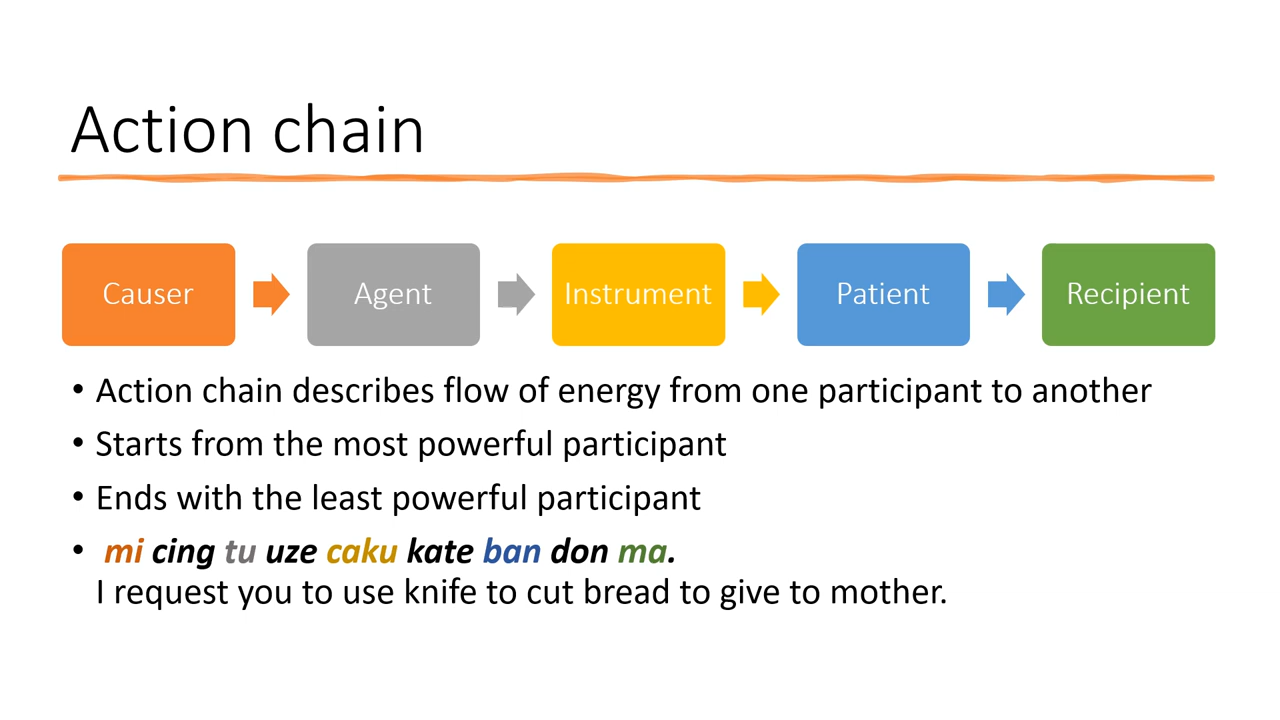 Action chain
Causer
Agent
Instrument
Patient
Recipient
• Action chain describes flow of energy from one participant to another
• Starts from the most powerful participant
• Ends with the least powerful participant
• mi cing tu uze caku kate ban don ma.
I request you to use knife to cut bread to give to mother.